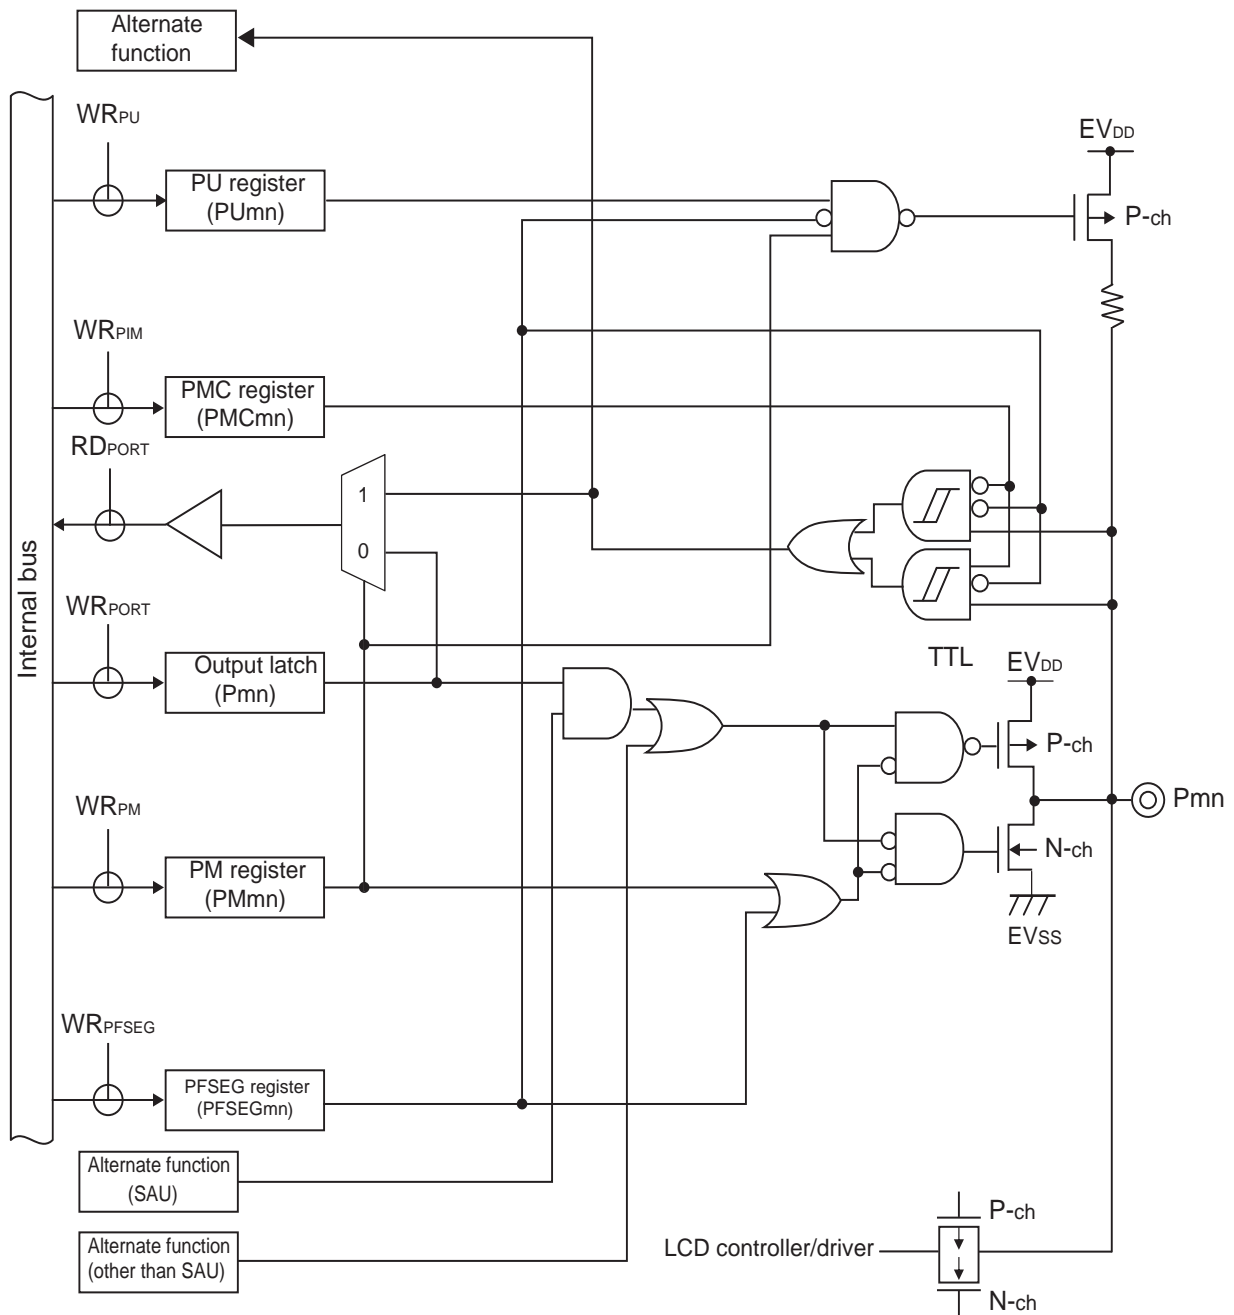 Alternate
function
WRPU
EVDD
PU register
(PUmn)
P-ch
WRPIM
PMC register
(PMCmn)
RDPORT
1
0
Internal bus
WRPORT
TTL
Output latch
(Pmn)
EVDD
P-ch
Pmn
WRPM
N-ch
PM register
(PMmn)
EVSS
WRPFSEG
PFSEG register
(PFSEGmn)
Alternate function
(SAU)
P-ch
Alternate function
(other than SAU)
LCD controller/driver
N-ch